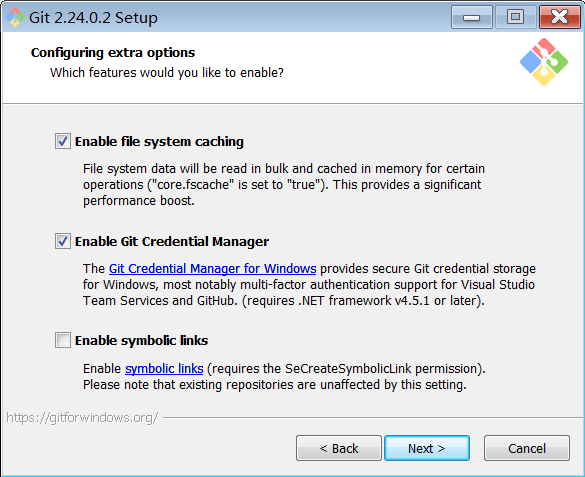 Git 2.24.0.2 Setup
Configuring extra options
Which features would you like to enable?
Enable file system caching
File system data will be read in bulk and cached in memory for certain
operations ("core.fscache" is set to "true"). This provides a significant
performance boost.
Enable Git Credential Manager
The Git Credential Manager for Windows provides secure Git credential storage
for Windows, most notably multi-factor authentication support for Visual Studio
Team Services and GitHub. (requires .NET framework v4.5.1 or later).
Enable symbolic links
Enable symbolic links (requires the SeCreateSymbolicLink permission).
Please note that existing repositories are unaffected by this setting.
https://gitforwindows.org/
< Back
Next >
Cancel